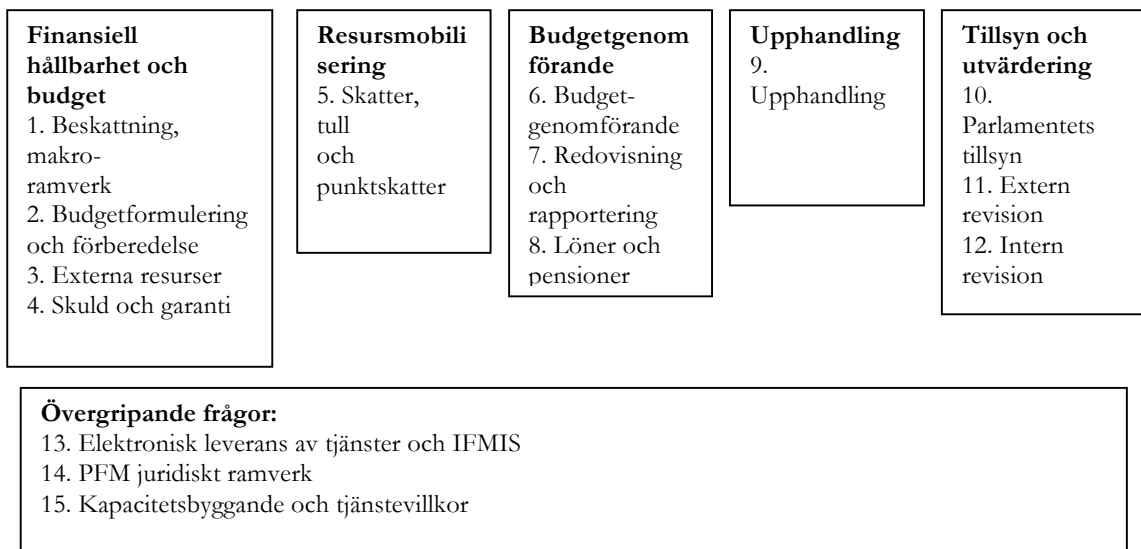 Finansiell
hållbarhet och
budget
1. Beskattning,
makro-
ramverk
2. Budgetformulering
och förberedelse
3. Externa resurser
4. Skuld och garanti
Resursmobili
sering
5. Skatter,
tull
och
punktskatter
Budgetgenom
förande
6. Budget-
genomförande
7. Redovisning
och
rapportering
8. Löner och
pensioner
Upphandling
9.
Upphandling
Tillsyn och
utvärdering
10.
Parlamentets
tillsyn
11. Extern
revision
12. Intern
revision
Övergripande frågor:
13. Elektronisk leverans av tjänster och IFMIS
14. PFM juridiskt ramverk
15. Kapacitetsbyggande och tjänstevillkor